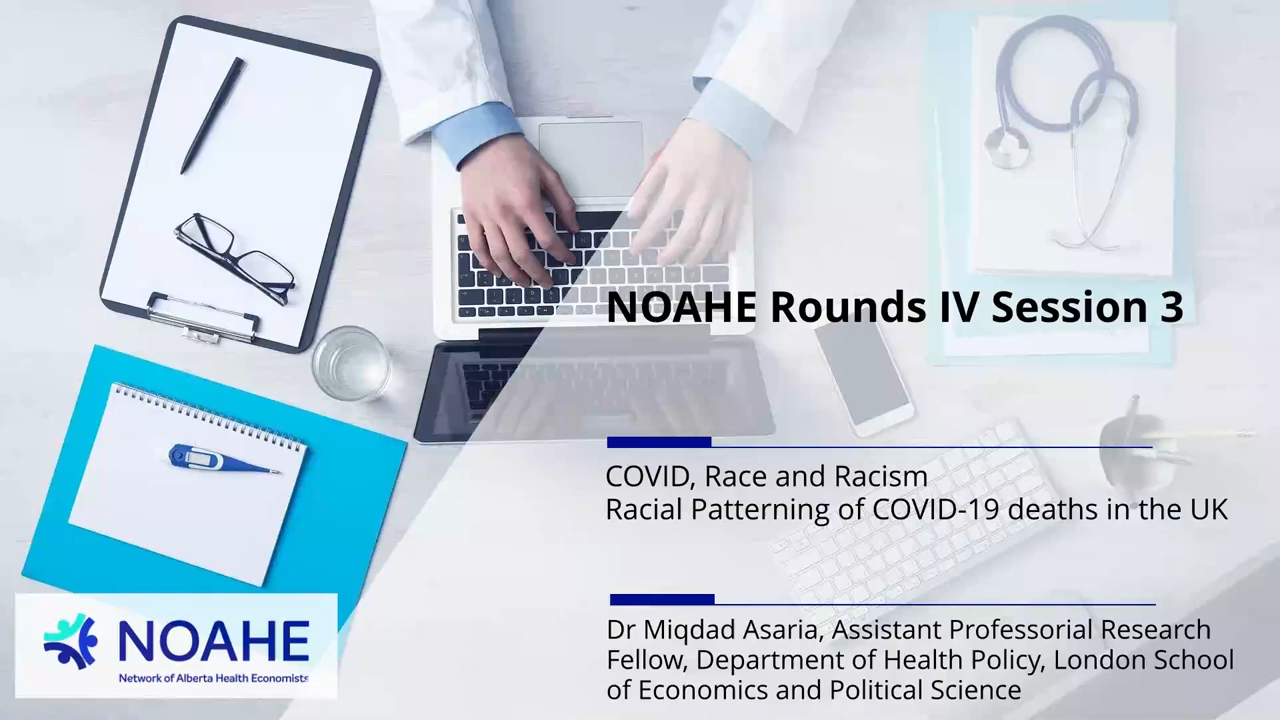 NOAHE Rounds IV Session 3
COVID, Race and Racism
Racial Patterning of COVID-19 deaths in the UK
Dr Miqdad Asaria, Assistant Professorial Research
Fellow, Department of Health Policy, London School
of Economics and Political Science
NOAHE
Network of Alberta Health Economists